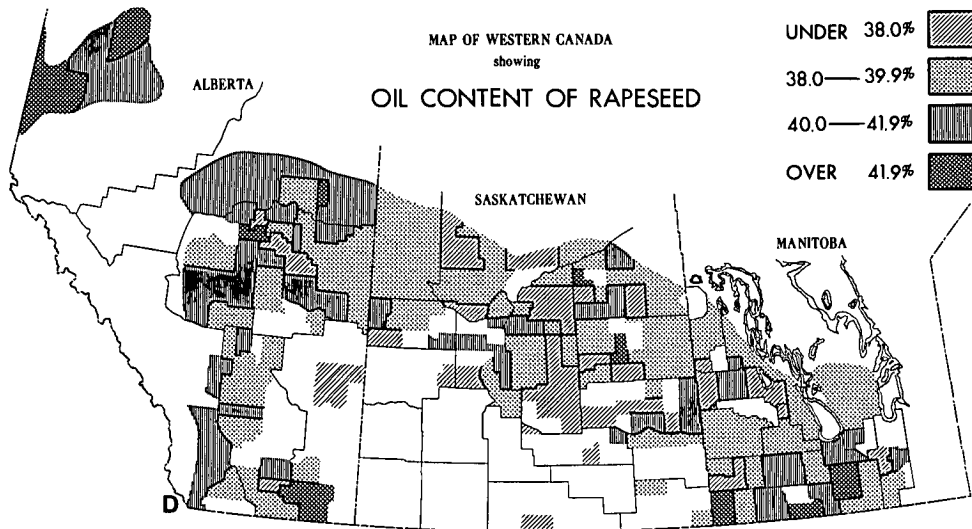 MAP OF WESTERN CANADA
showing
OIL CONTENT OF RAPESEED
UNDER 38.0%
38.0—39.9%
40.0—41.9%
OVER 41.9%
ALBERTA
SASKATCHEWAN
MANITOBA
D